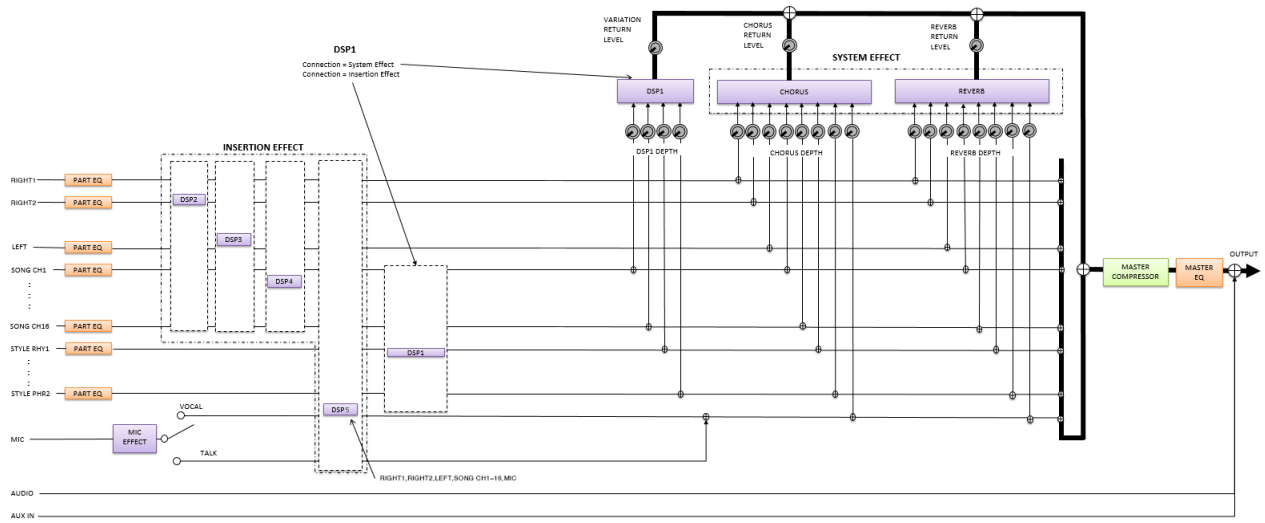 VARIATION
RETURN
LEVEL
CHORUS
RETURN
LEVEL
REVERB
RETURN
LEVEL
DSP1
Connection = System Effect
Connection = Insertion Effect
SYSTEM EFFECT
DSP1
CHORUS
REVERB
DSP1 DEPTH
CHORUS DEPTH
REVERB DEPTH
INSERTION EFFECT
RIGHT1
PART EQ
DSP2
RIGHT2
PART EQ
DSP3
LEFT
PART EQ
SONG CH1
PART EQ
DSP4
SONG CH16
PART EQ
STYLE RHY1
PART EQ
DSP1
STYLE PHR2
PART EQ
VOCAL
DSP5
MIC
MIC
EFFECT
TALK
RIGHT1,RIGHT2,LEFT,SONG CH1~16,MIC
MASTER
COMPRESSOR
MASTER
EQ
OUTPUT
AUDIO
AUX IN